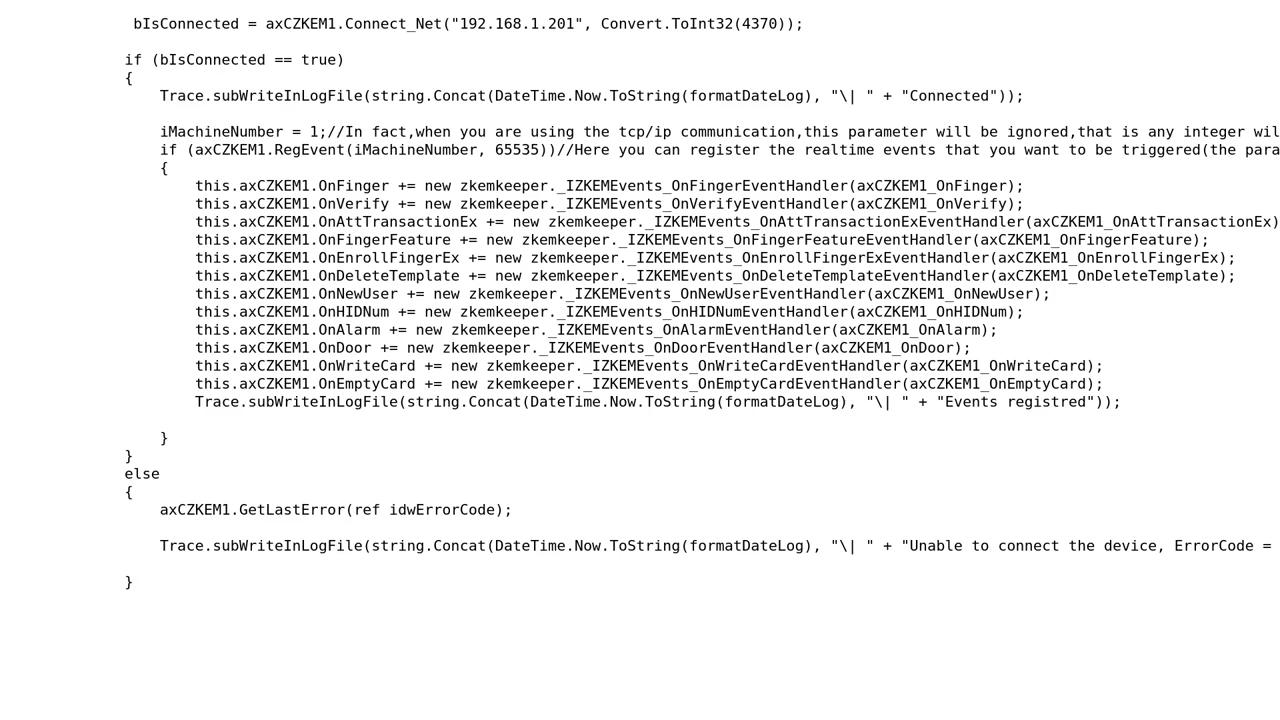 bIsConnected = axCZKEM1.Connect_Net("192.168.1.201", Convert.ToInt32(4370));
if (bIsConnected == true)
{
Trace.subWriteInLogFile(string.Concat(DateTime.Now.ToString(formatDateLog), "\| " + "Connected"));
iMachineNumber = 1;//In fact,when you are using the tcp/ip communication,this parameter will be ignored,that is any integer wil
if (axCZKEM1.RegEvent(iMachineNumber, 65535))//Here you can register the realtime events that you want to be triggered(the para
{
this.axCZKEM1.OnFinger += new zkemkeeper._IZKEMEvents_OnFingerEventHandler(axCZKEM1_OnFinger);
this.axCZKEM1.OnVerify += new zkemkeeper._IZKEMEvents_OnVerifyEventHandler(axCZKEM1_OnVerify);
this.axCZKEM1.OnAttTransactionEx += new zkemkeeper._IZKEMEvents_OnAttTransactionExEventHandler(axCZKEM1_OnAttTransactionEx)
this.axCZKEM1.OnFingerFeature += new zkemkeeper._IZKEMEvents_OnFingerFeatureEventHandler(axCZKEM1_OnFingerFeature);
this.axCZKEM1.OnEnrollFingerEx += new zkemkeeper._IZKEMEvents_OnEnrollFingerExEventHandler(axCZKEM1_OnEnrollFingerEx);
this.axCZKEM1.OnDeleteTemplate += new zkemkeeper._IZKEMEvents_OnDeleteTemplateEventHandler(axCZKEM1_OnDeleteTemplate);
this.axCZKEM1.OnNewUser += new zkemkeeper._IZKEMEvents_OnNewUserEventHandler(axCZKEM1_OnNewUser);
this.axCZKEM1.OnHIDNum += new zkemkeeper._IZKEMEvents_OnHIDNumEventHandler(axCZKEM1_OnHIDNum);
this.axCZKEM1.OnAlarm += new zkemkeeper._IZKEMEvents_OnAlarmEventHandler(axCZKEM1_OnAlarm);
this.axCZKEM1.OnDoor += new zkemkeeper._IZKEMEvents_OnDoorEventHandler(axCZKEM1_OnDoor);
this.axCZKEM1.OnWriteCard += new zkemkeeper._IZKEMEvents_OnWriteCardEventHandler(axCZKEM1_OnWriteCard);
this.axCZKEM1.OnEmptyCard += new zkemkeeper._IZKEMEvents_OnEmptyCardEventHandler(axCZKEM1_OnEmptyCard);
Trace.subWriteInLogFile(string.Concat(DateTime.Now.ToString(formatDateLog), "\| " + "Events registred"));
}
}
else
{
axCZKEM1.GetLastError(ref idwErrorCode);
Trace.subWriteInLogFile(string.Concat(DateTime.Now.ToString(formatDateLog), "\| " + "Unable to connect the device, ErrorCode =
}